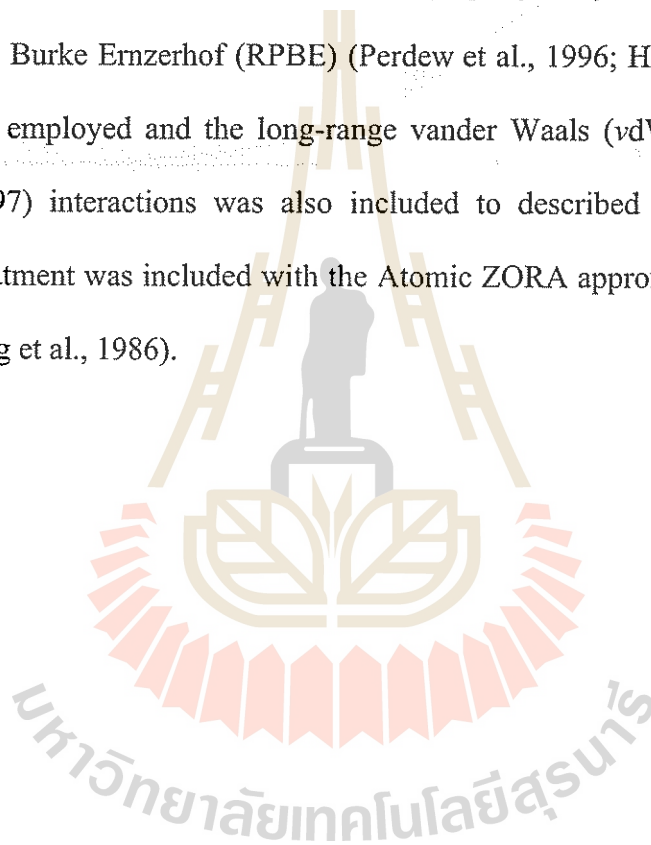 Burke Ernzerhof (RPBE) (Perdew et al., 1996; H
employed and the long-range vander Waals (vdW
97) interactions was also included to described
atment was included with the Atomic ZORA appro
g et al., 1986).
มหาวิทยาลัยเทคโนโลยีสุรนารี